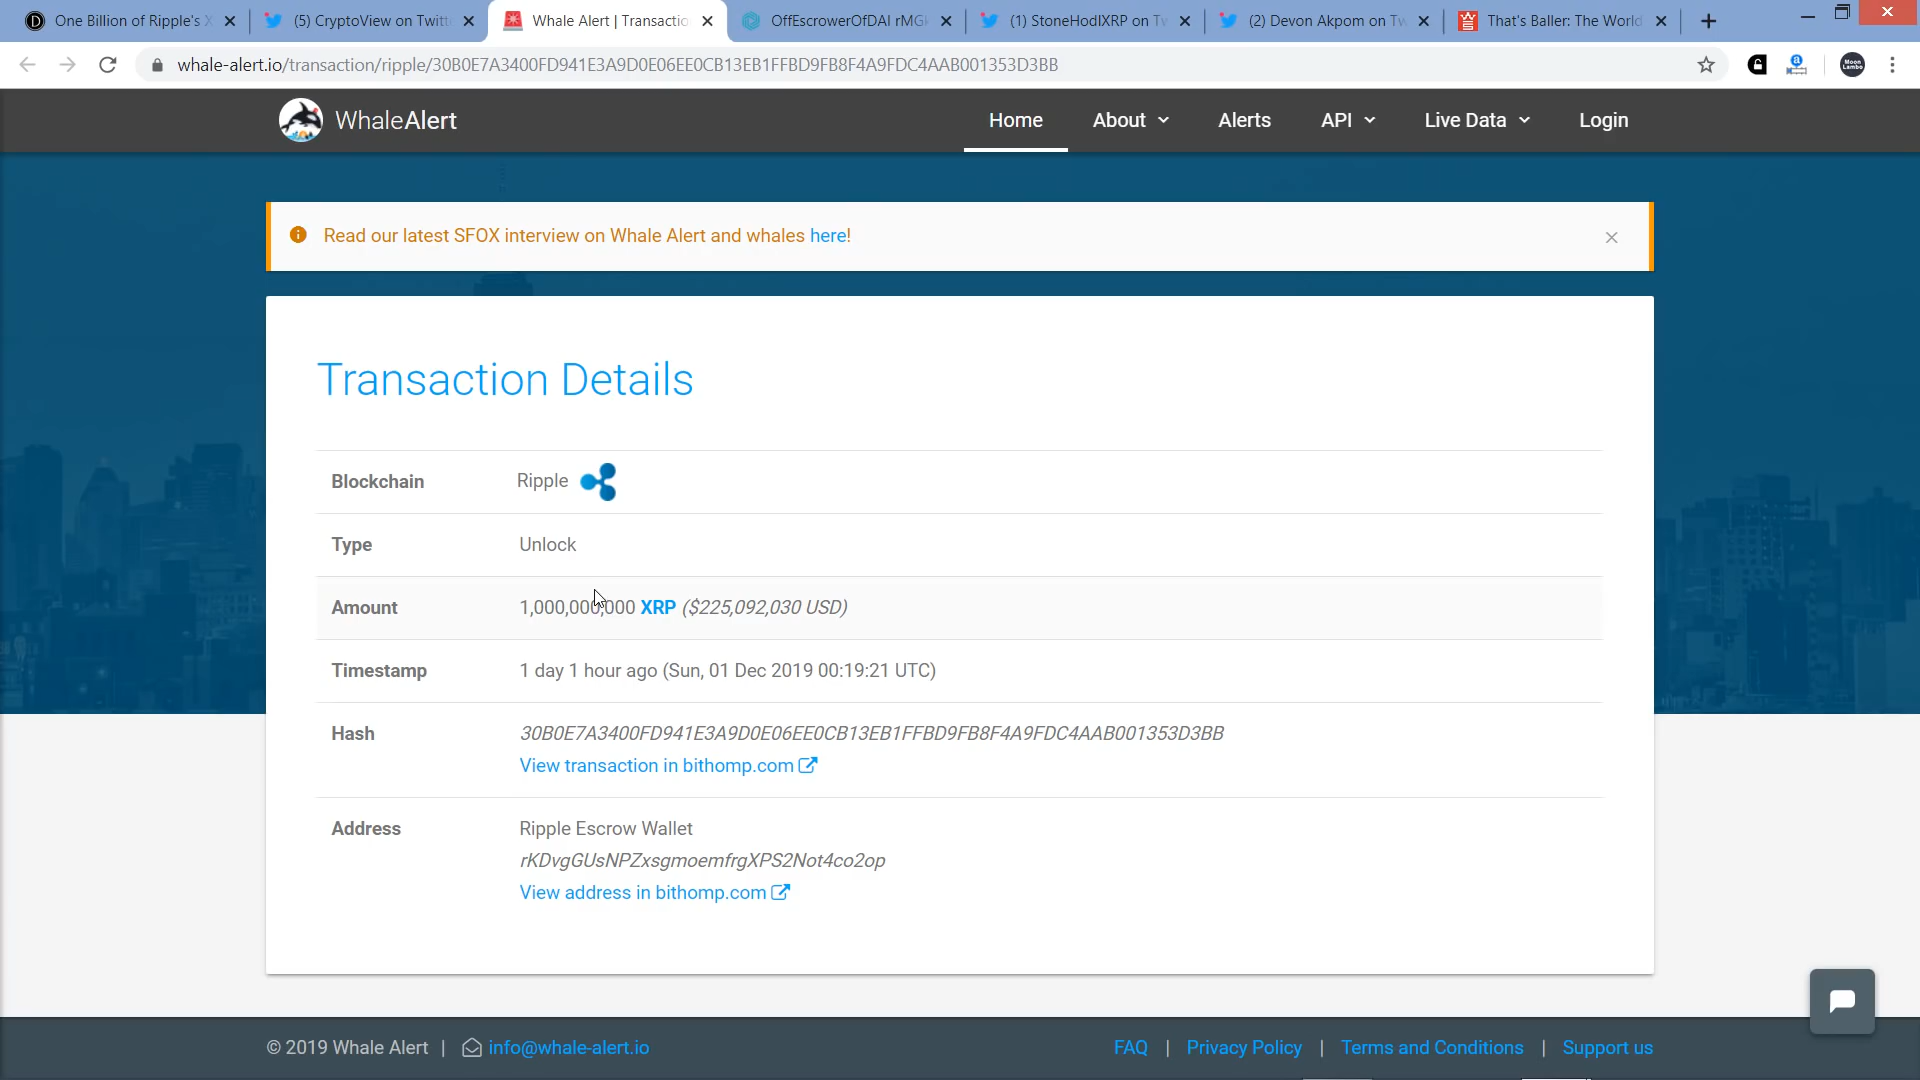 One Billion of Ripple's X
(5) CryptoView on Twitt
Whale Alert | Transactio
OffEscrowerOfDAI rMGk
(1) StoneHodlXRP on Tw
(2) Devon Akpom on Tw
That's Baller: The World
whale-alert.io/transaction/ripple/30B0E7A3400FD941E3A9D0E06EE0CB13EB1FFBD9FB8F4A9FDC4AAB001353D3BB
WhaleAlert
Home
About
Alerts
API
Live Data
Login
Read our latest SFOX interview on Whale Alert and whales here!
Transaction Details
Blockchain Ripple
Type Unlock
Amount 1,000,000,000 XRP ($225,092,030 USD)
Timestamp 1 day 1 hour ago (Sun, 01 Dec 2019 00:19:21 UTC)
Hash 30B0E7A3400FD941E3A9D0E06EE0CB13EB1FFBD9FB8F4A9FDC4AAB001353D3BB
View transaction in bithomp.com
Address Ripple Escrow Wallet
rKDvgGUsNPZxsgmoemfrgXPS2Not4co2op
View address in bithomp.com
© 2019 Whale Alert | info@whale-alert.io
FAQ | Privacy Policy | Terms and Conditions | Support us